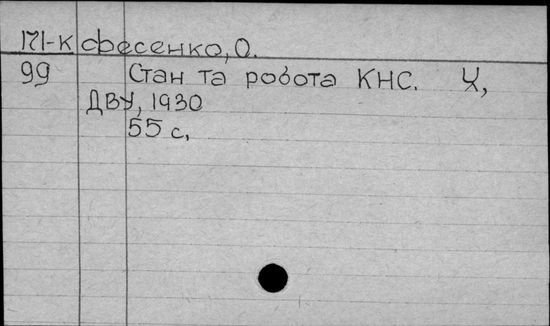 171-к Фесенко, О.
99 Стан та робота КНС. Х,
ДВУ, 1930
55 с,